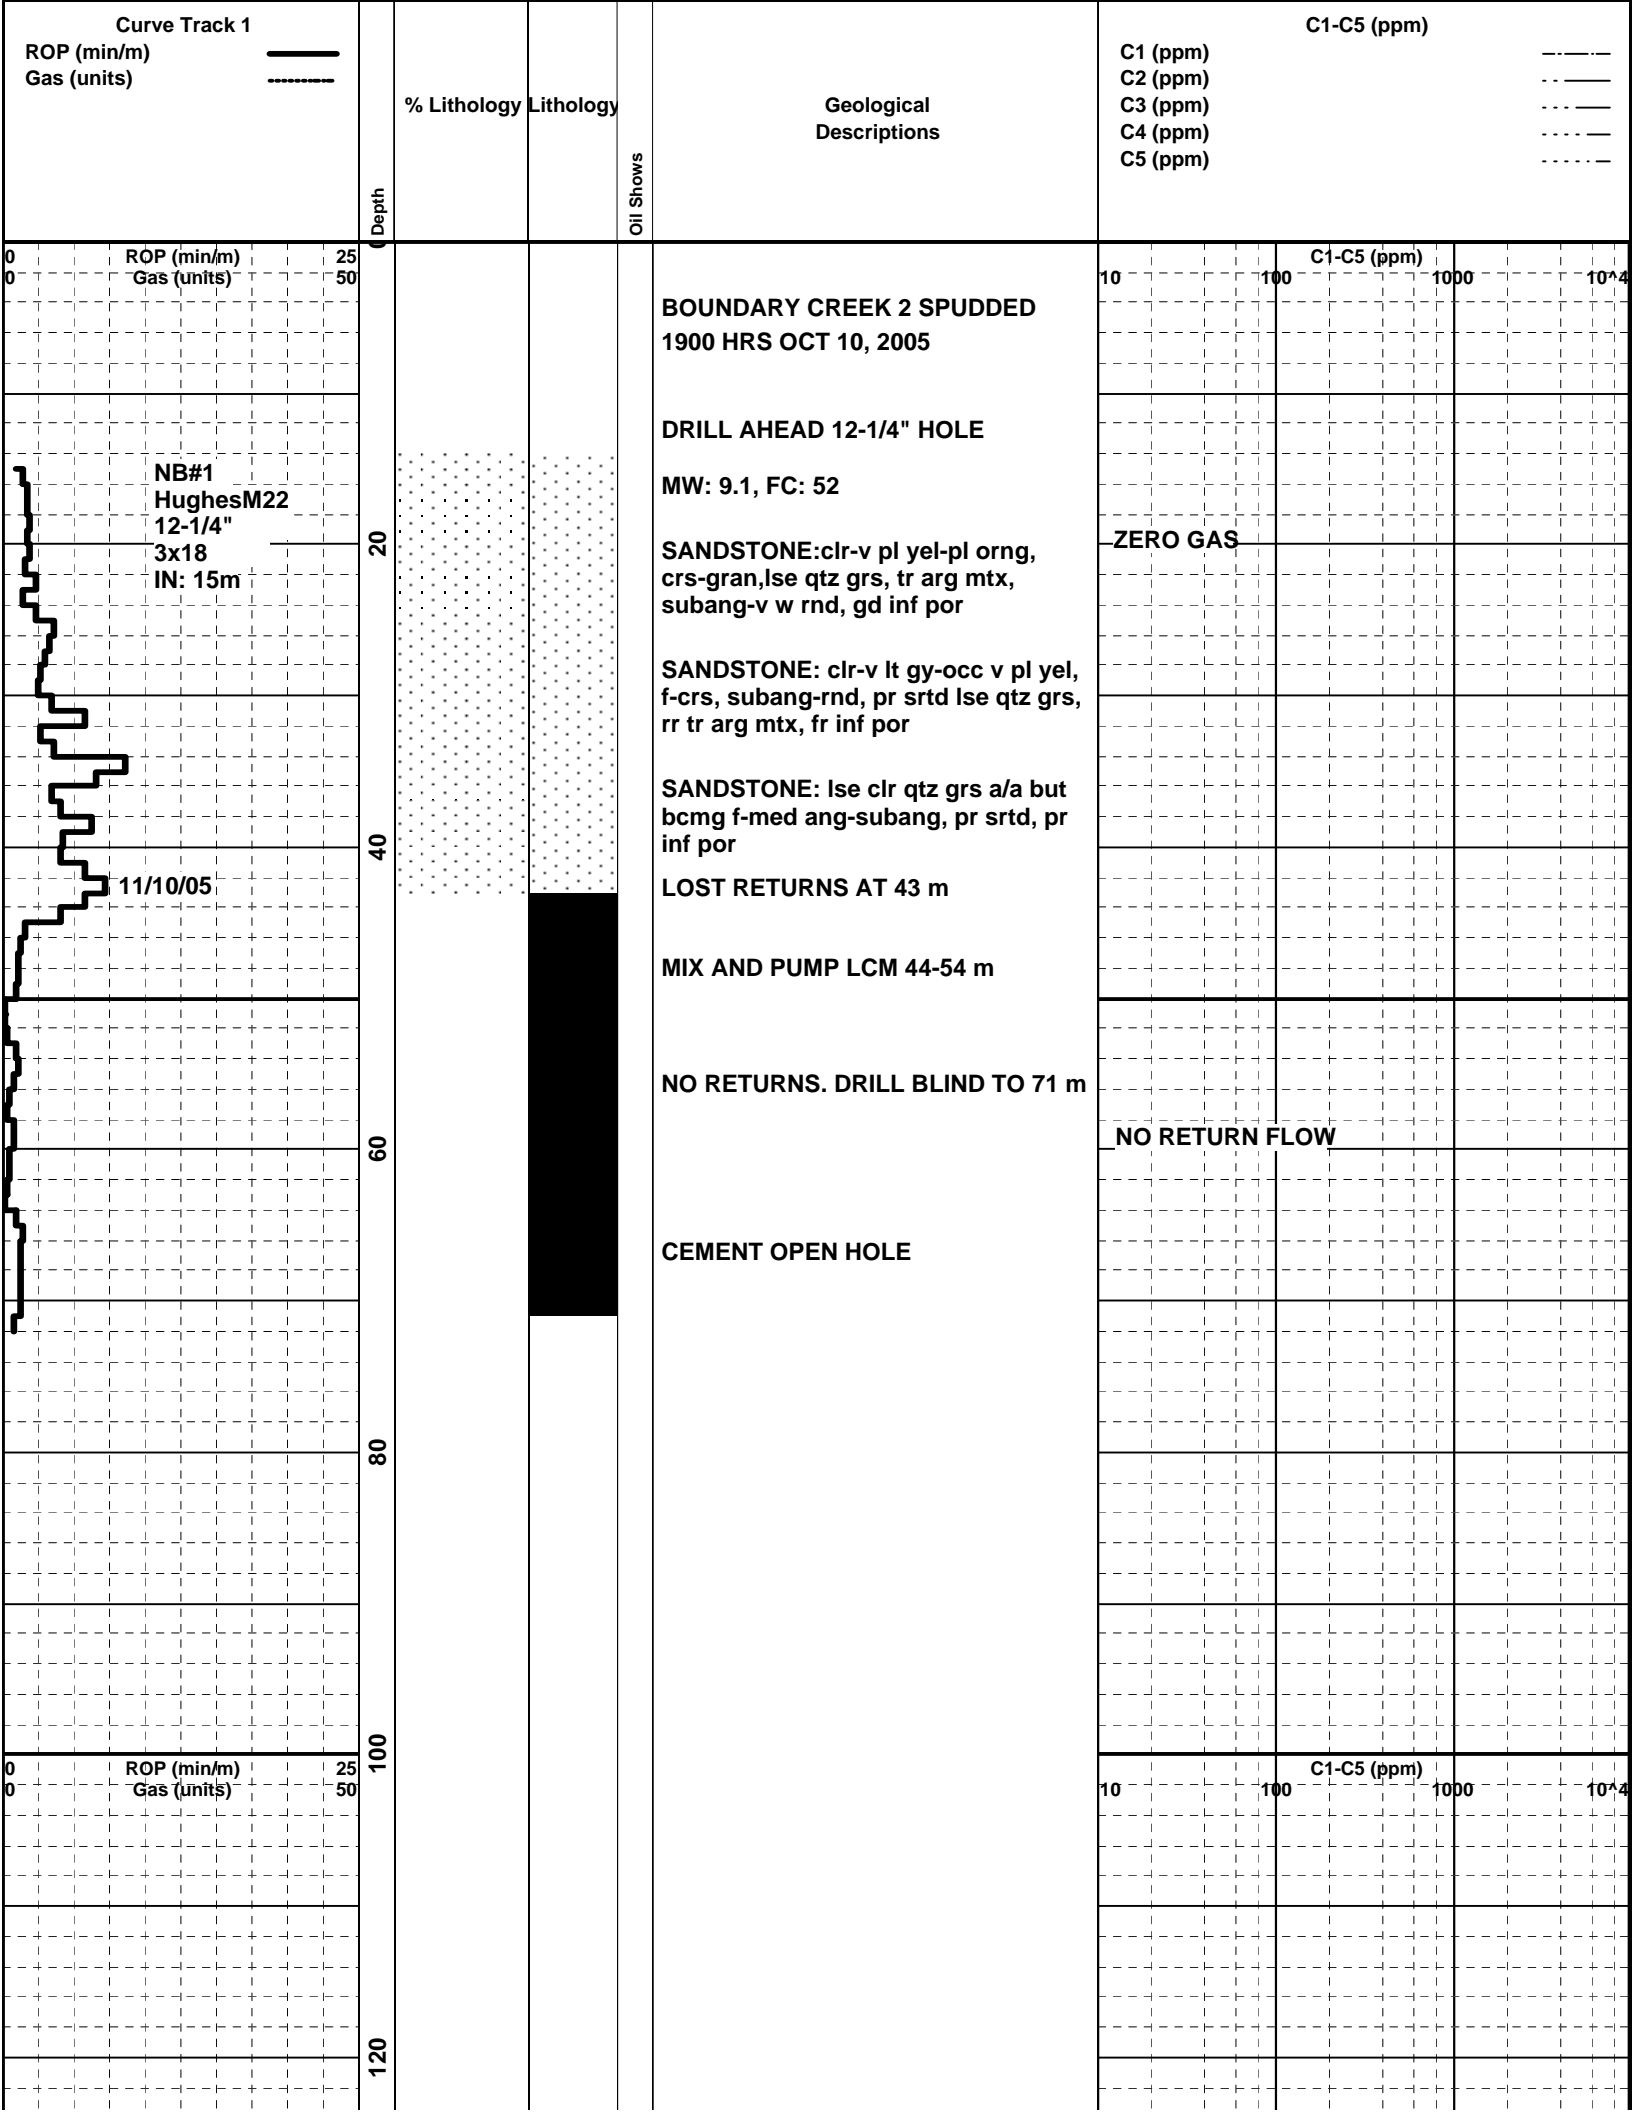 Curve Track 1
ROP (min/m)
Gas (units)
Depth
% Lithology
Lithology
Oil Shows
Geological
Descriptions
C1-C5 (ppm)
C1 (ppm)
C2 (ppm)
C3 (ppm)
C4 (ppm)
C5 (ppm)
0 ROP (min/m) 25
0 Gas (units) 50
0
C1-C5 (ppm)
10 100 1000 10^4
BOUNDARY CREEK 2 SPUDDED
1900 HRS OCT 10, 2005
DRILL AHEAD 12-1/4" HOLE
NB#1
HughesM22
12-1/4"
3x18
IN: 15m
MW: 9.1, FC: 52
20
ZERO GAS
SANDSTONE:clr-v pl yel-pl orng,
crs-gran,lse qtz grs, tr arg mtx,
subang-v w rnd, gd inf por
SANDSTONE: clr-v lt gy-occ v pl yel,
f-crs, subang-rnd, pr srtd lse qtz grs,
rr tr arg mtx, fr inf por
SANDSTONE: lse clr qtz grs a/a but
bcmg f-med ang-subang, pr srtd, pr
inf por
40
11/10/05
LOST RETURNS AT 43 m
MIX AND PUMP LCM 44-54 m
NO RETURNS. DRILL BLIND TO 71 m
60
NO RETURN FLOW
CEMENT OPEN HOLE
80
100
0 ROP (min/m) 25
0 Gas (units) 50
C1-C5 (ppm)
10 100 1000 10^4
120